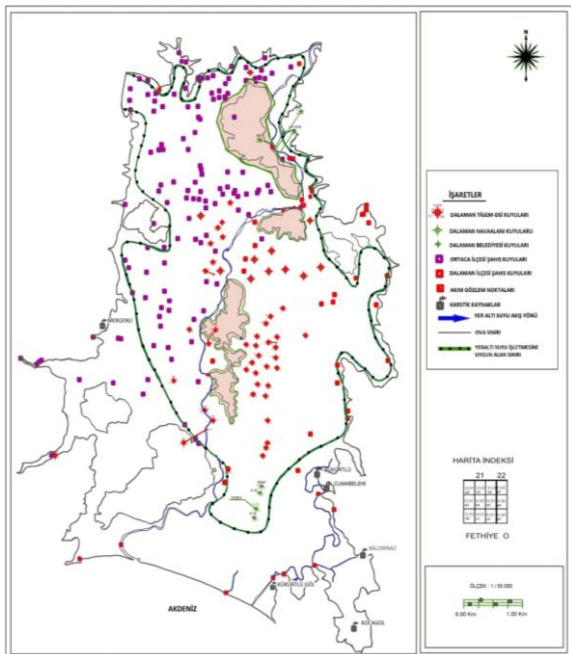 N
MERGENLİ
KÜKÜRTLÜ
CUMABELENİ
KÜKÜRTLÜ GÖL
KOCAGÖL
AKDENİZ
İŞARETLER
DALAMAN TİGEM-DSİ KUYULARI
DALAMAN HAVAALANI KUYULARU
DALAMAN BELEDİYESİ KUYULARI
ORTACA İLÇESİ ŞAHIS KUYULARI
DALAMAN İLÇESİ ŞAHIS KUYULARI
AKIM GÖZLEM NOKTALARI
KARSTİK KAYNAKLAR
YER ALTI SUYU AKIŞ YÖNÜ
OVA SINIRI
YERALTI SUYU İŞLETMESİNE
UYGUN ALAN SINIRI
HARİTA İNDEKSİ
21 22
FETHİYE O
ÖLÇEK : 1 / 50 000
0.00 Km 1.00 Km